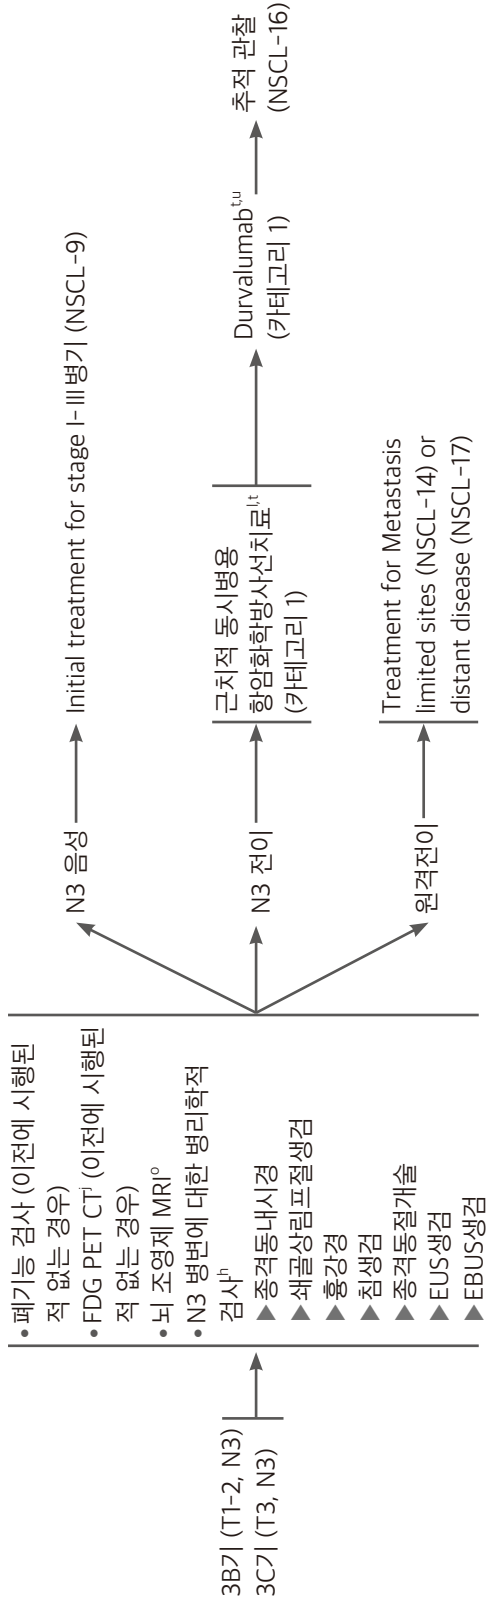 3B기 (T1-2, N3)
3C기 (T3, N3)
• 폐기능 검사 (이전에 시행된
적 없는 경우)
• FDG PET CTj (이전에 시행된
적 없는 경우)
• 뇌 조영제 MRIo
• N3 병변에 대한 병리학적
검사h
▲ 종격동내시경
▲ 쇄골상림프절생검
▲ 흉강경
▲ 침생검
▲ 종격동절개술
▲ EUS생검
▲ EBUS생검
N3 음성
Initial treatment for stage I-III병기 (NSCL-9)
N3 전이
근치적 동시병용
항암화학방사선치료l,t
(카테고리 1)
Durvalumabt,u
(카테고리 1)
추적 관찰
(NSCL-16)
원격전이
Treatment for Metastasis
limited sites (NSCL-14) or
distant disease (NSCL-17)